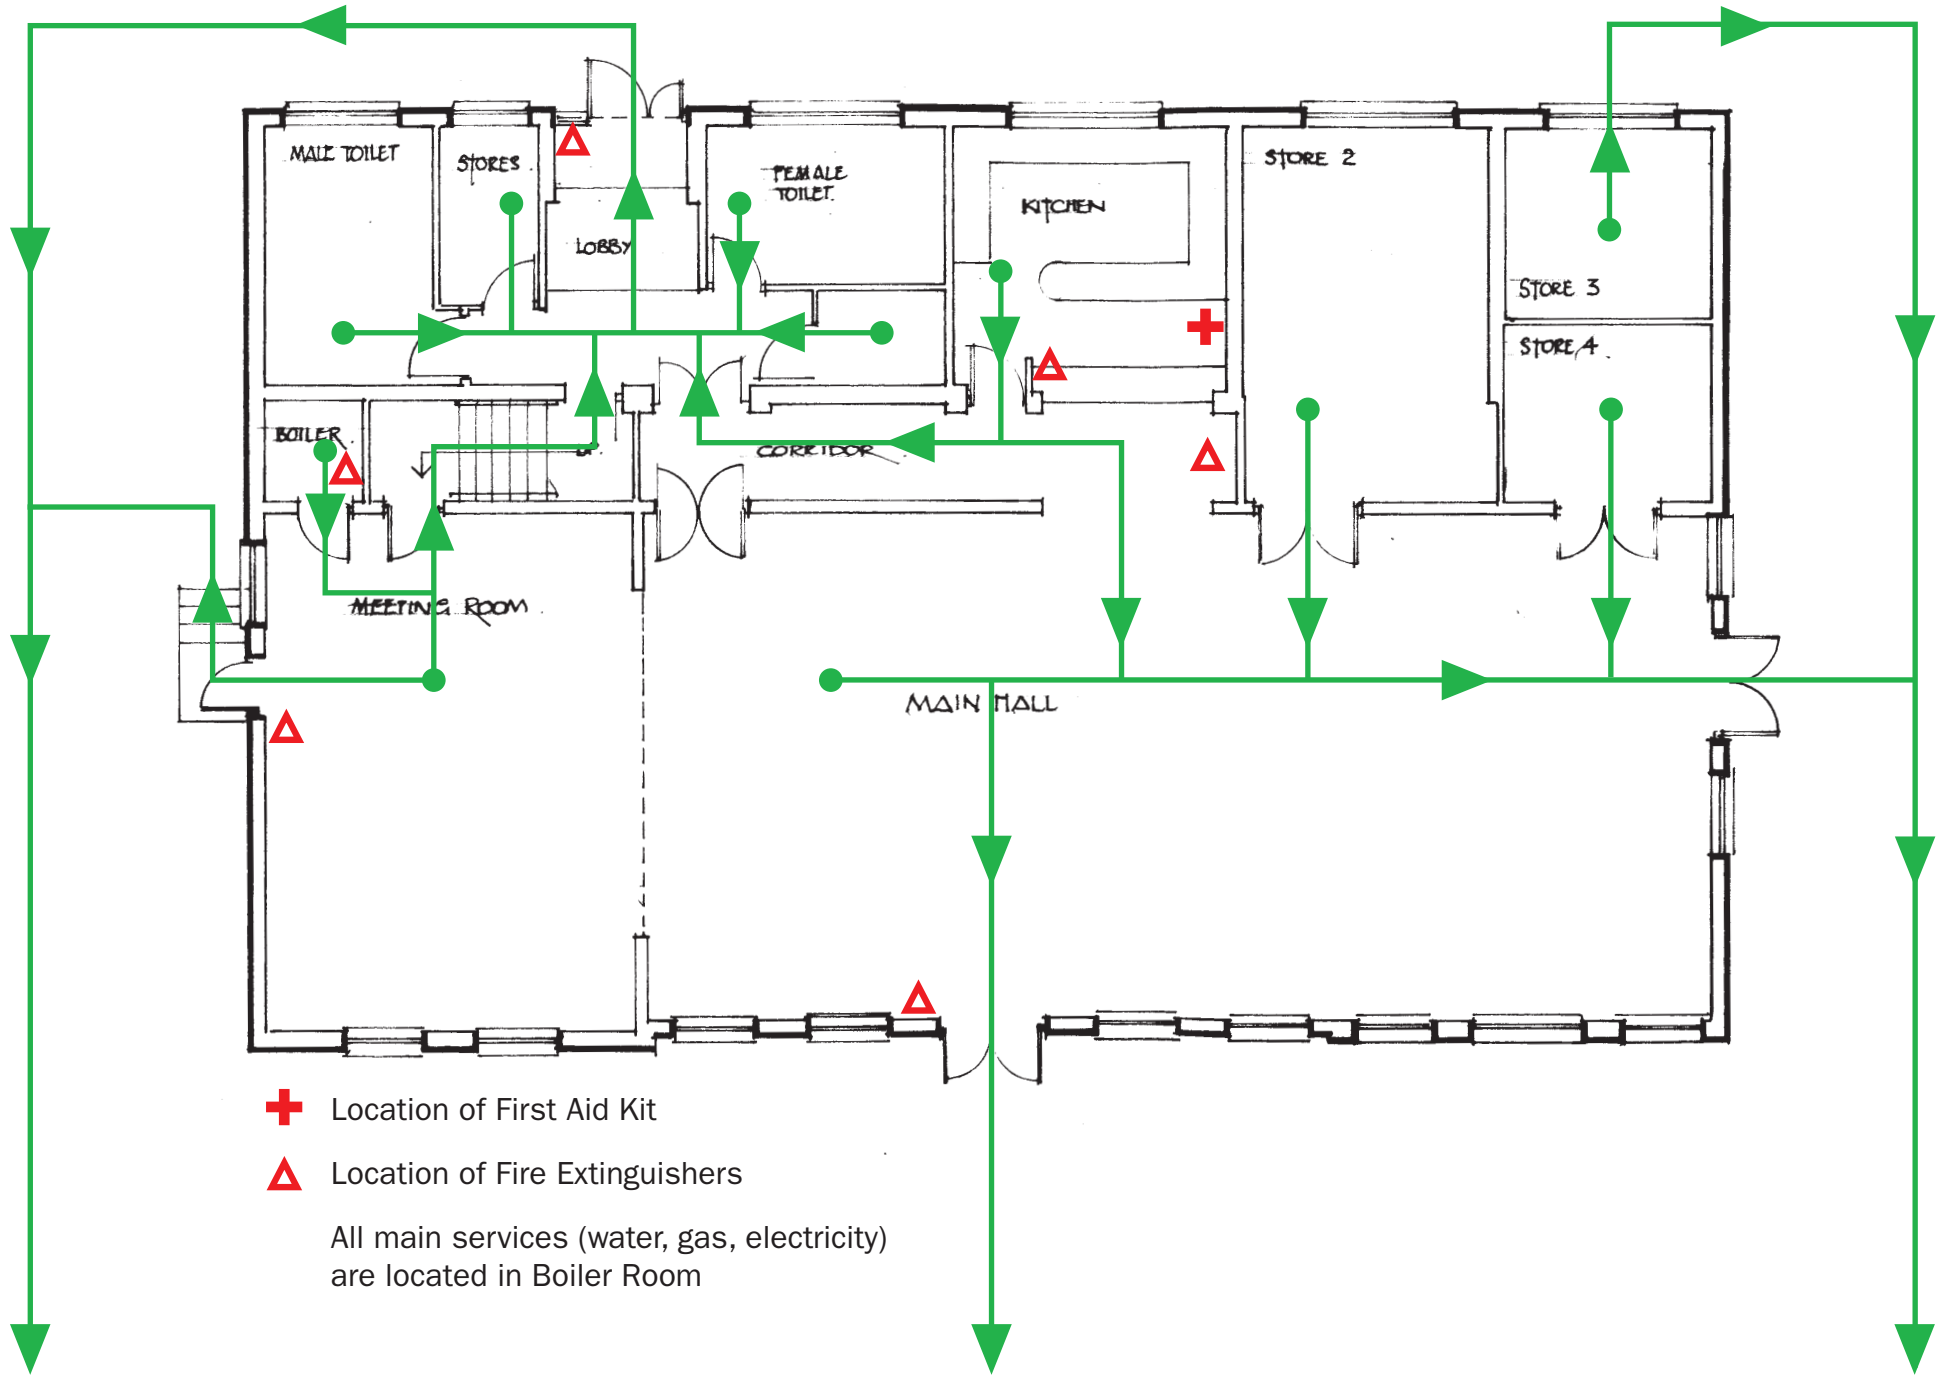 MALE TOILET
STORES
FEMALE
TOILET.
LOBBY
KITCHEN
STORE 2
STORE 3
STORE 4.
BOILER.
CORRIDOR
MEETING ROOM
MAIN HALL
Location of First Aid Kit
Location of Fire Extinguishers
All main services (water, gas, electricity)
are located in Boiler Room